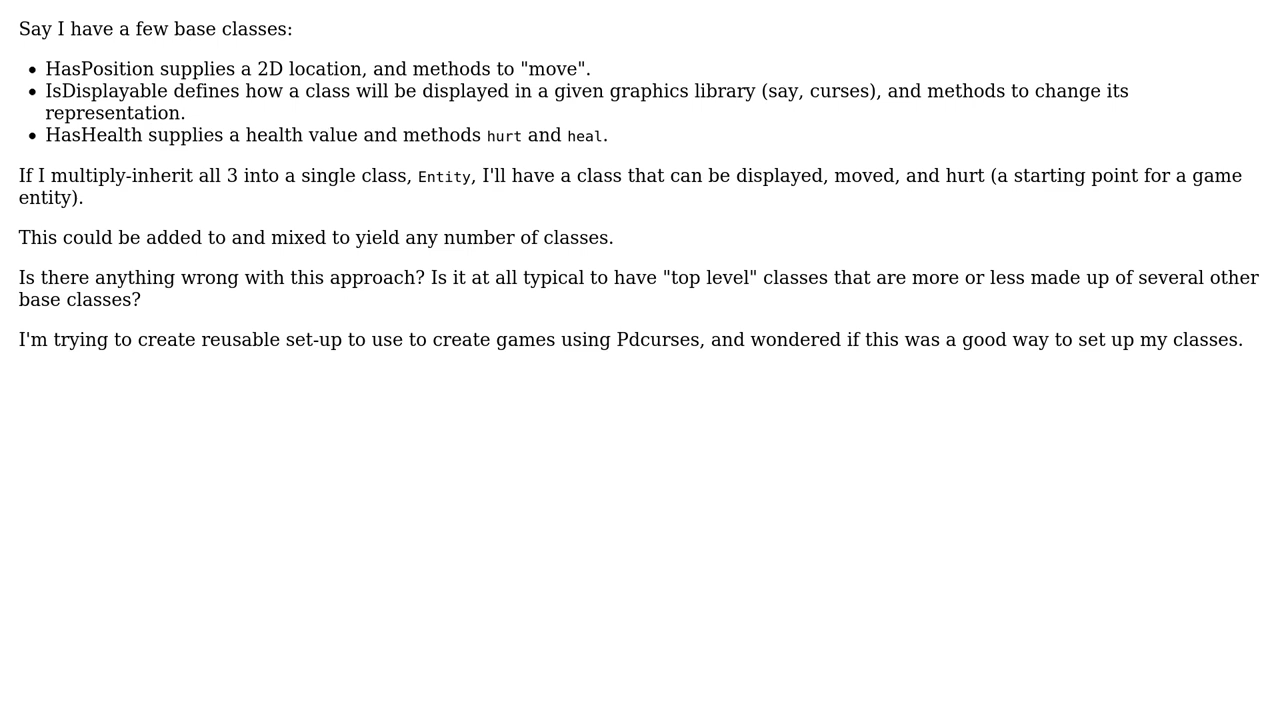 Say I have a few base classes:
• HasPosition supplies a 2D location, and methods to "move".
• IsDisplayable defines how a class will be displayed in a given graphics library (say, curses), and methods to change its
representation.
• HasHealth supplies a health value and methods hurt and heal.
If I multiply-inherit all 3 into a single class, Entity, I'll have a class that can be displayed, moved, and hurt (a starting point for a game
entity).
This could be added to and mixed to yield any number of classes.
Is there anything wrong with this approach? Is it at all typical to have "top level" classes that are more or less made up of several other
base classes?
I'm trying to create reusable set-up to use to create games using Pdcurses, and wondered if this was a good way to set up my classes.